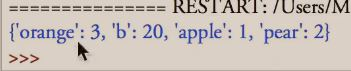 =============== RESTART: /Users/M
{'orange': 3, 'b': 20, 'apple': 1, 'pear': 2}
>>>